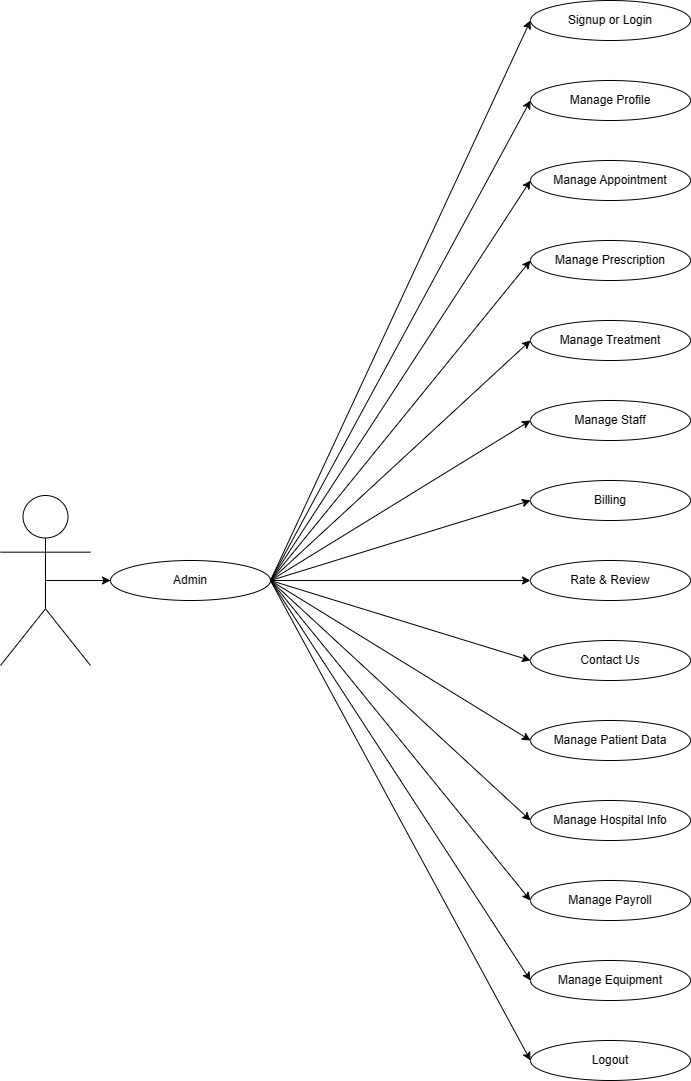 Signup or Login
Manage Profile
Manage Appointment
Manage Prescription
Manage Treatment
Manage Staff
Billing
Admin
Rate & Review
Contact Us
Manage Patient Data
Manage Hospital Info
Manage Payroll
Manage Equipment
Logout